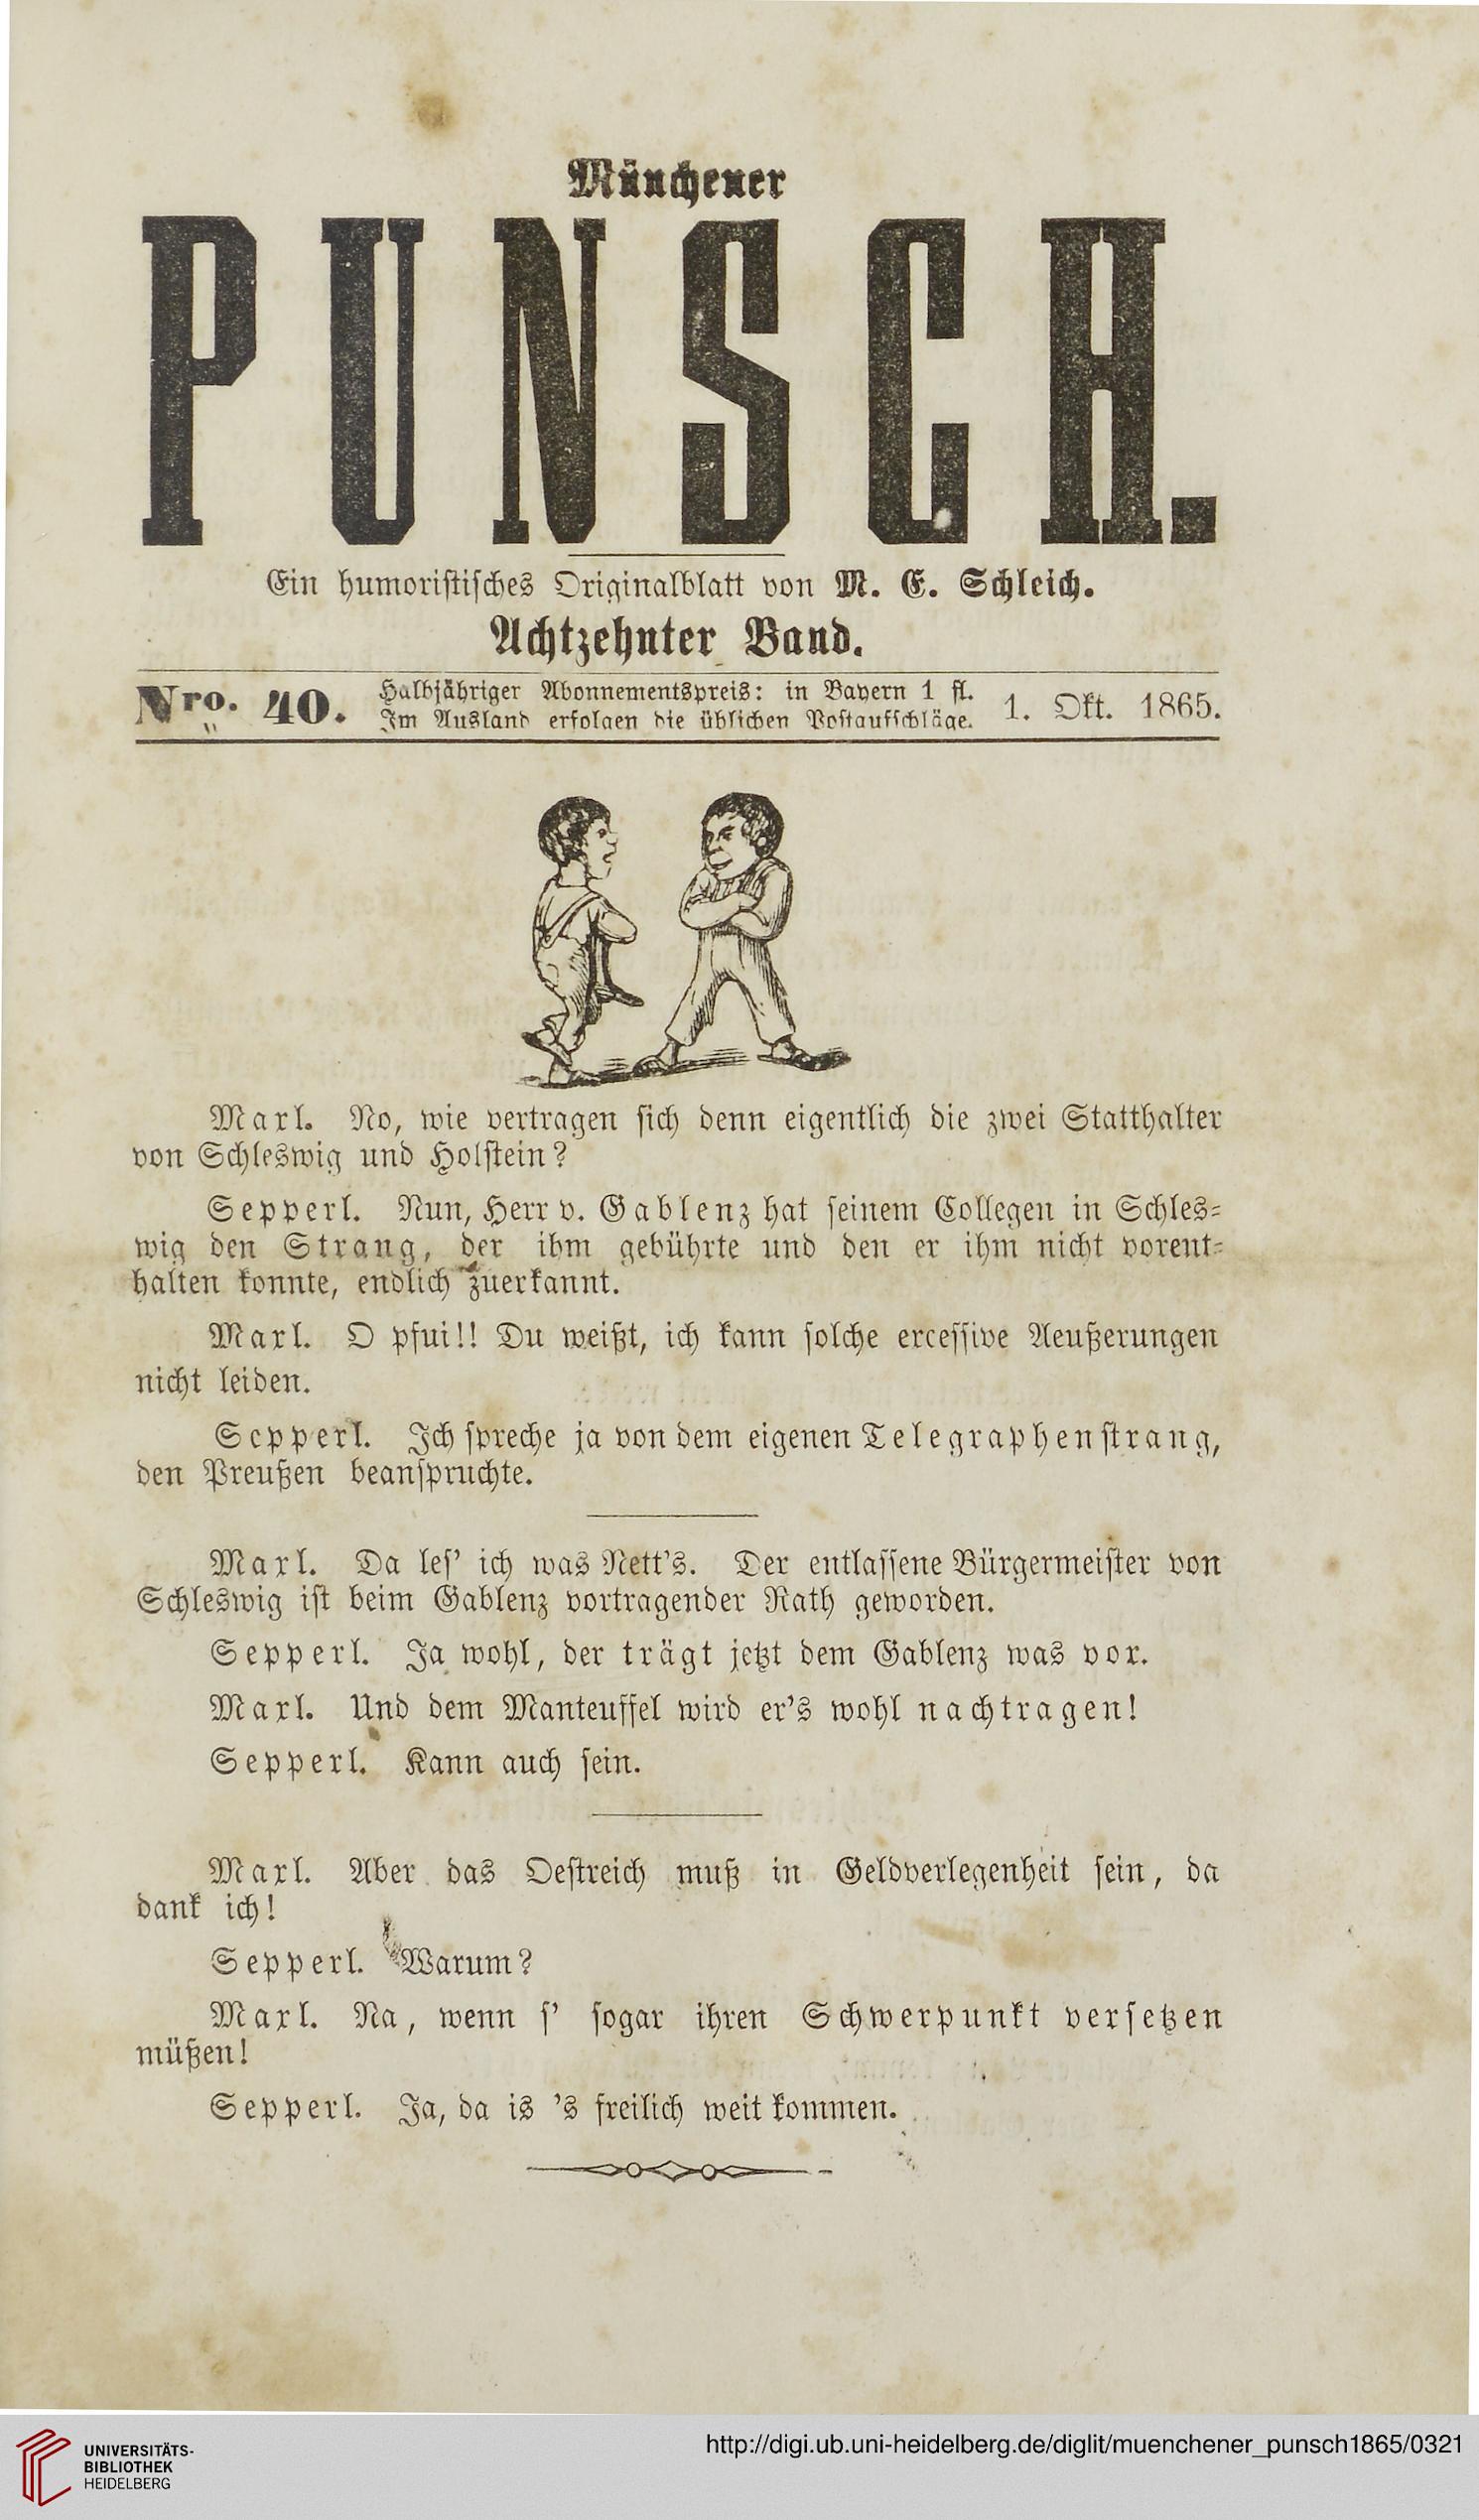 Münchener
PUNSCH.
Ein humoristisches Originalblatt von M. E. Schleich.
Achtzehnter Band.
Nro. 40.
Halbjähriger Abonnementspreis: in Bayern 1 fl.
Im Ausland erfolgen die üblichen Postaufschläge.
1. Okt. 1865.
Maxl. No, wie vertragen sich denn eigentlich die zwei Statthalter
von Schleswig und Holstein?
Sepperl. Nun, Herr v. Gablenz hat seinem Collegen in Schles-
wig den Strang, der ihm gebührte und den er ihm nicht vorent-
halten konnte, endlich zuerkannt.
Maxl. O pfui!! Du weißt, ich kann solche excessive Aeußerungen
nicht leiden.
Sepperl. Ich spreche ja von dem eigenen Telegraphenstrang,
den Preußen beanspruchte.
Maxl. Da les' ich was Nett's. Der entlassene Bürgermeister von
Schleswig ist beim Gablenz vortragender Rath geworden.
Sepperl. Ja wohl, der trägt jetzt dem Gablenz was vor.
Maxl. Und dem Manteuffel wird er's wohl nachtragen!
Sepperl. Kann auch sein.
Maxl. Aber das Oestreich muß in Geldverlegenheit sein, da
dank ich!
Sepperl. Warum?
Maxl. Na, wenn s' sogar ihren Schwerpunkt versetzen
müßen!
Sepperl. Ja, da is 's freilich weit kommen.
UNIVERSITÄTS-
BIBLIOTHEK
HEIDELBERG
http://digi.ub.uni-heidelberg.de/diglit/muenchener_punsch1865/0321